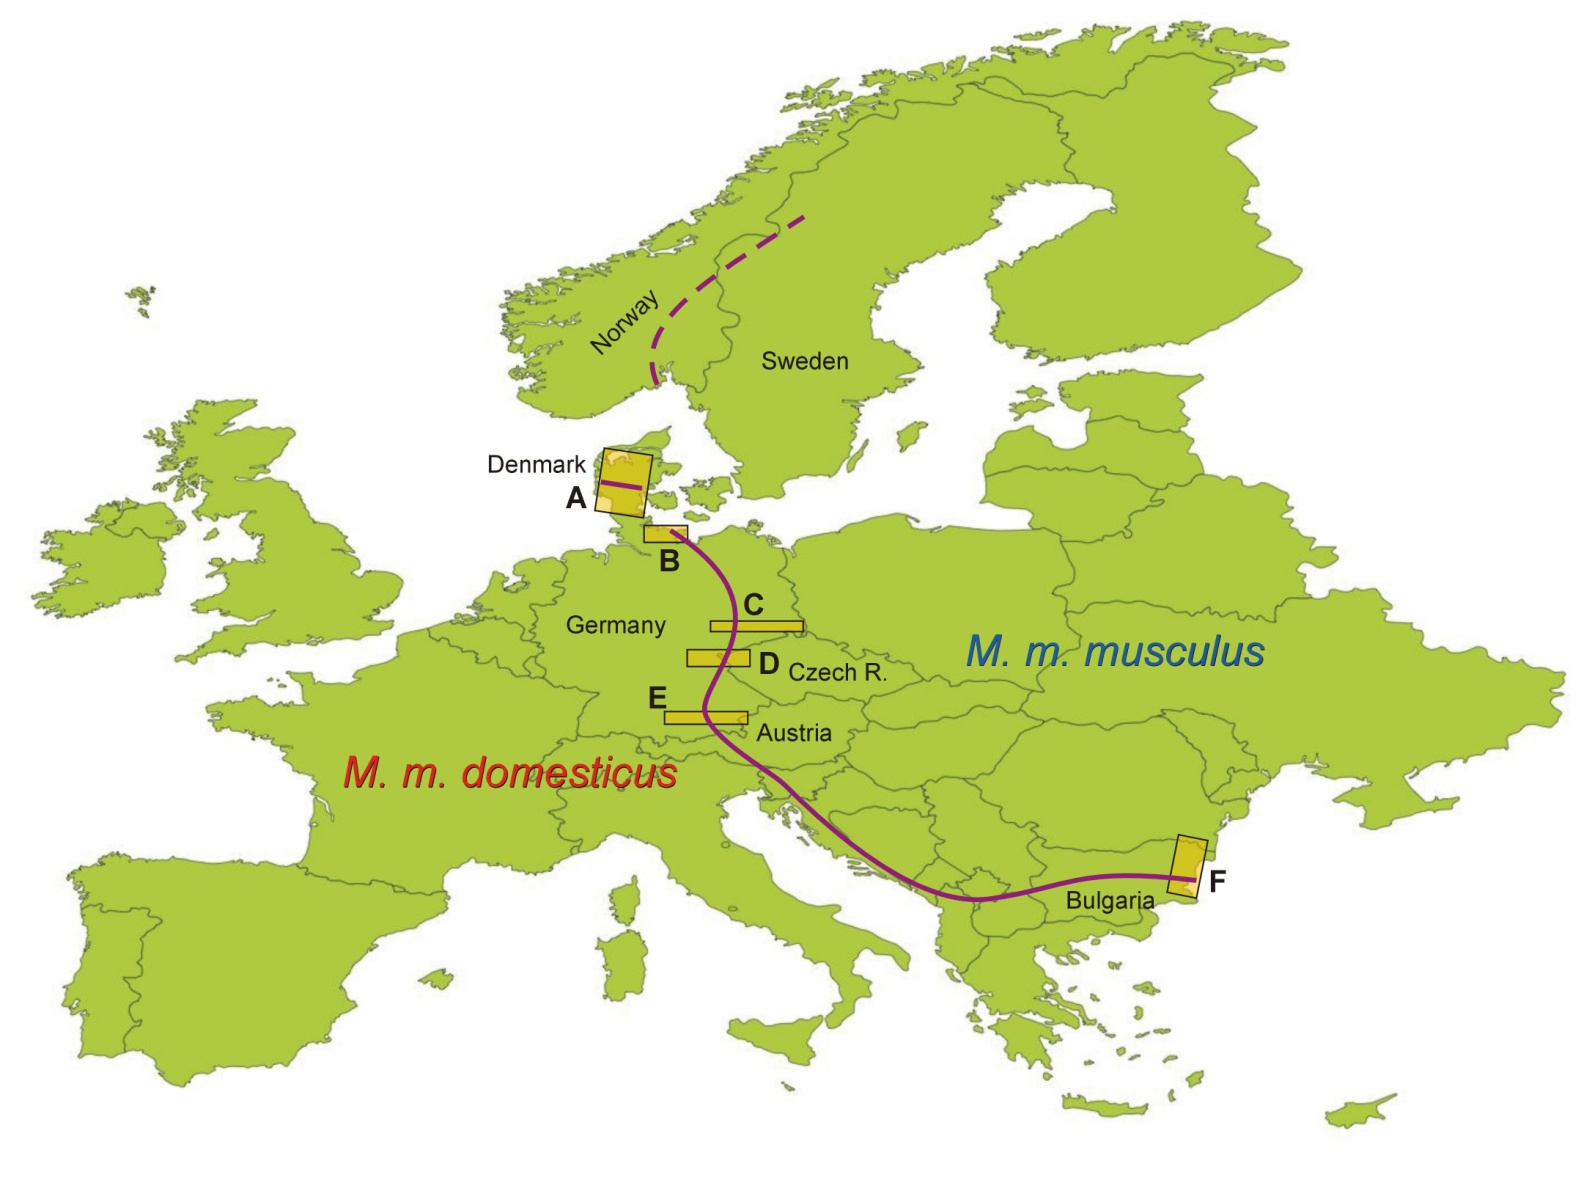 Norway
Sweden
Denmark
A
B
C
Germany
M. m. musculus
D
Czech R.
E
Austria
M. m. domesticus
F
Bulgaria